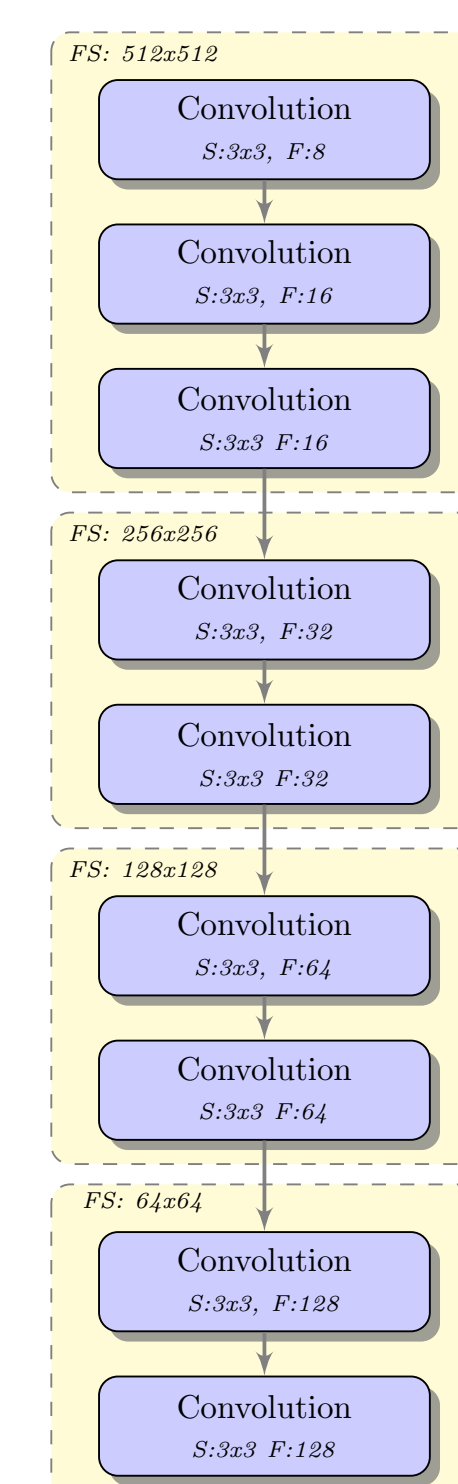 FS: 512x512
Convolution
S:3x3, F:8
Convolution
S:3x3, F:16
Convolution
S:3x3 F:16
FS: 256x256
Convolution
S:3x3, F:32
Convolution
S:3x3 F:32
FS: 128x128
Convolution
S:3x3, F:64
Convolution
S:3x3 F:64
FS: 64x64
Convolution
S:3x3, F:128
Convolution
S:3x3 F:128